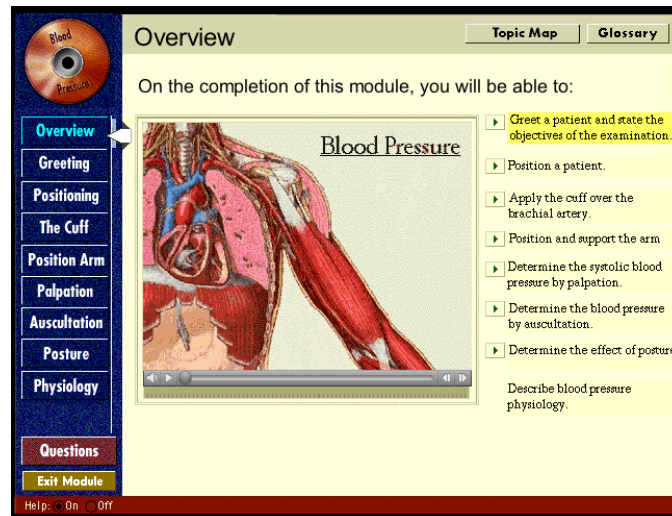 Blood
Pressure
Overview
Topic Map
Glossary
On the completion of this module, you will be able to:
Overview
Greeting
Positioning
The Cuff
Position Arm
Palpation
Auscultation
Posture
Physiology
Questions
Exit Module
Help: On Off
Blood Pressure
Greet a patient and state the
objectives of the examination.
Position a patient.
Apply the cuff over the
brachial artery.
Position and support the arm
Determine the systolic blood
pressure by palpation.
Determine the blood pressure
by auscultation.
Determine the effect of posture
Describe blood pressure
physiology.